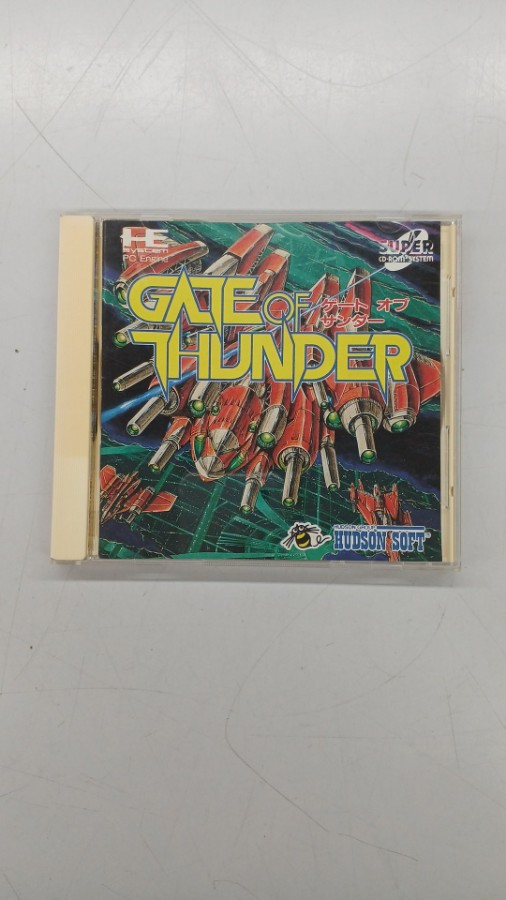 PE
system
PC Engine
SUPER
CD-ROM² SYSTEM
GATE OF
THUNDER
ゲート オブ
サンダー
HUDSON GROUP
HUDSON SOFT®